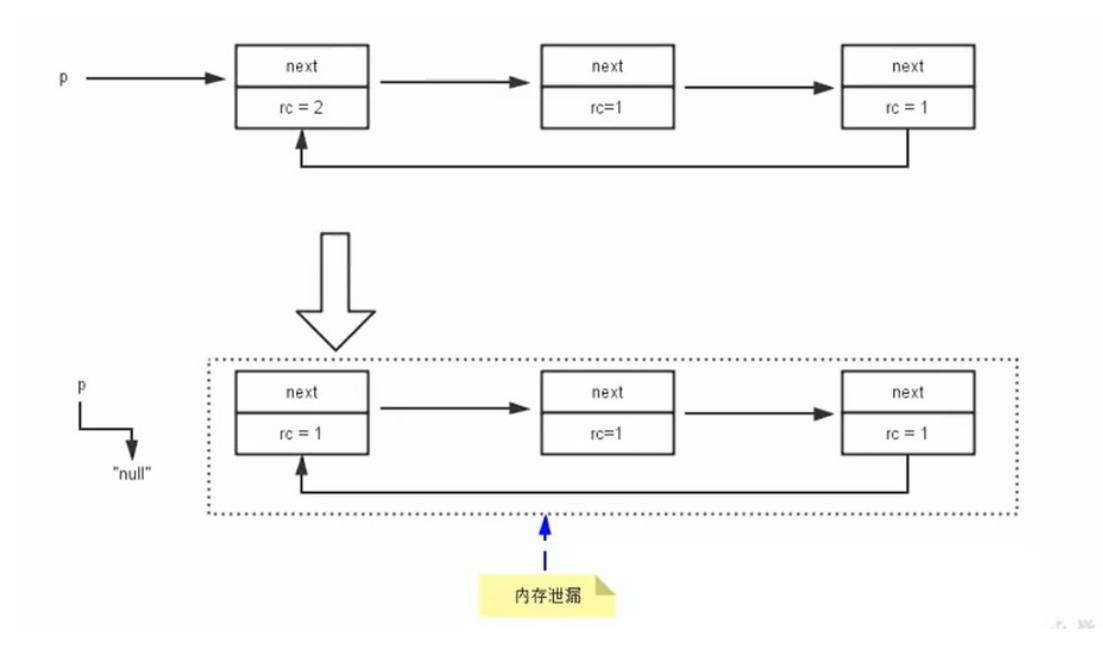 p
next
next
next
rc = 2
rc=1
rc = 1
p
next
next
next
rc = 1
rc=1
rc = 1
"null"
内存泄漏